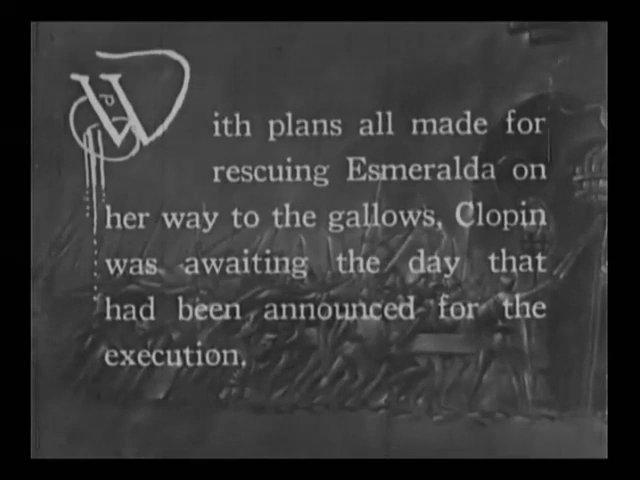 With plans all made for
rescuing Esmeralda on
her way to the gallows, Clopin
was awaiting the day that
had been announced for the
execution.